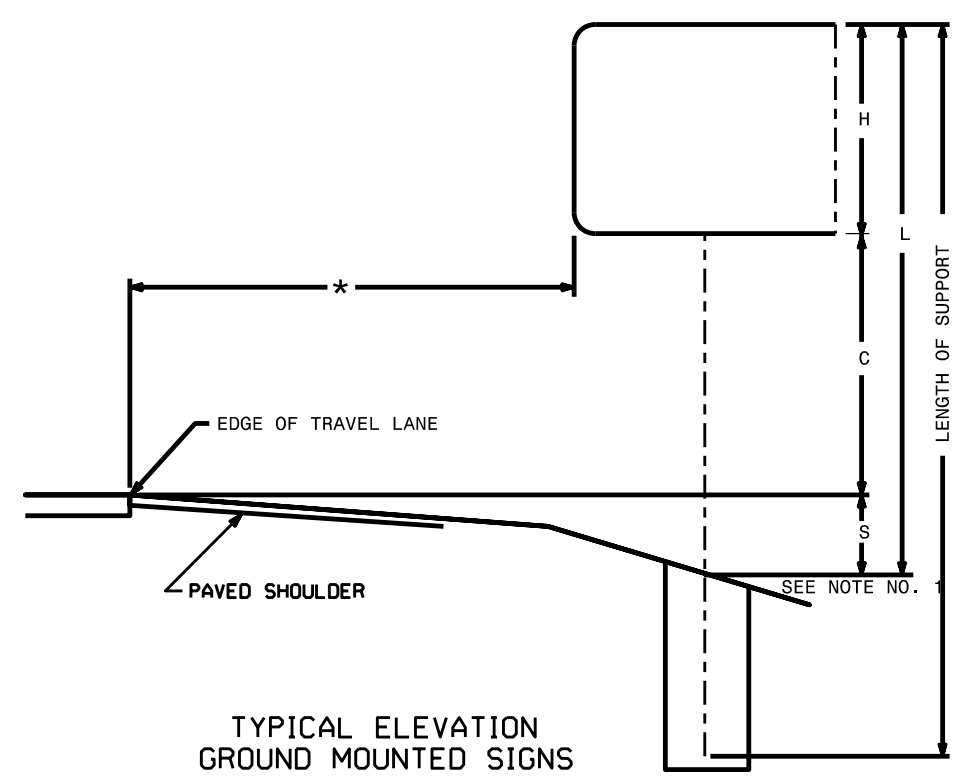 H
L
LENGTH OF SUPPORT
*
C
EDGE OF TRAVEL LANE
S
PAVED SHOULDER
SEE NOTE NO. 1
TYPICAL ELEVATION
GROUND MOUNTED SIGNS